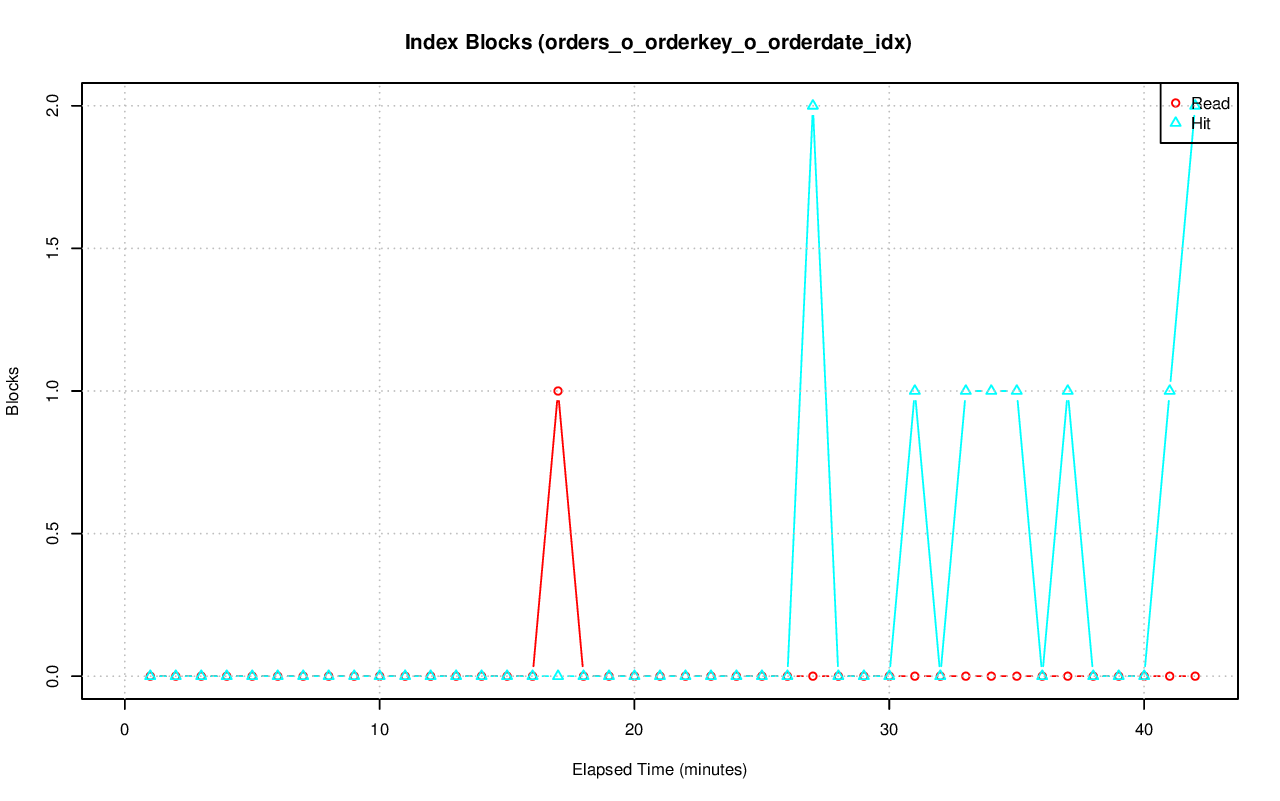 Index Blocks (orders_o_orderkey_o_orderdate_idx)
Read
Hit
2.0
1.5
1.0
0.5
0.0
Blocks
0 10 20 30 40
Elapsed Time (minutes)